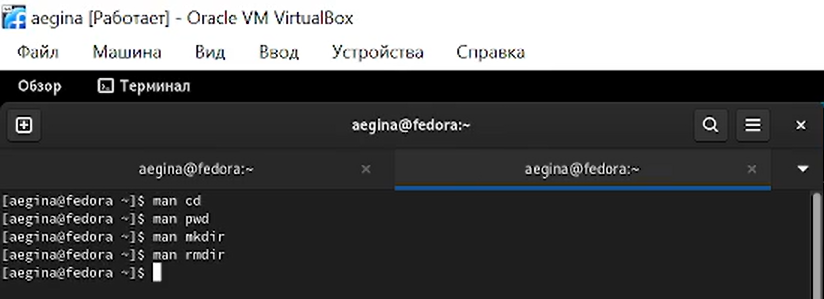 aegina [Работает] - Oracle VM VirtualBox
Файл Машина Вид Ввод Устройства Справка
Обзор Терминал
aegina@fedora:~
aegina@fedora:~ aegina@fedora:~
[aegina@fedora ~]$ man cd
[aegina@fedora ~]$ man pwd
[aegina@fedora ~]$ man mkdir
[aegina@fedora ~]$ man rmdir
[aegina@fedora ~]$